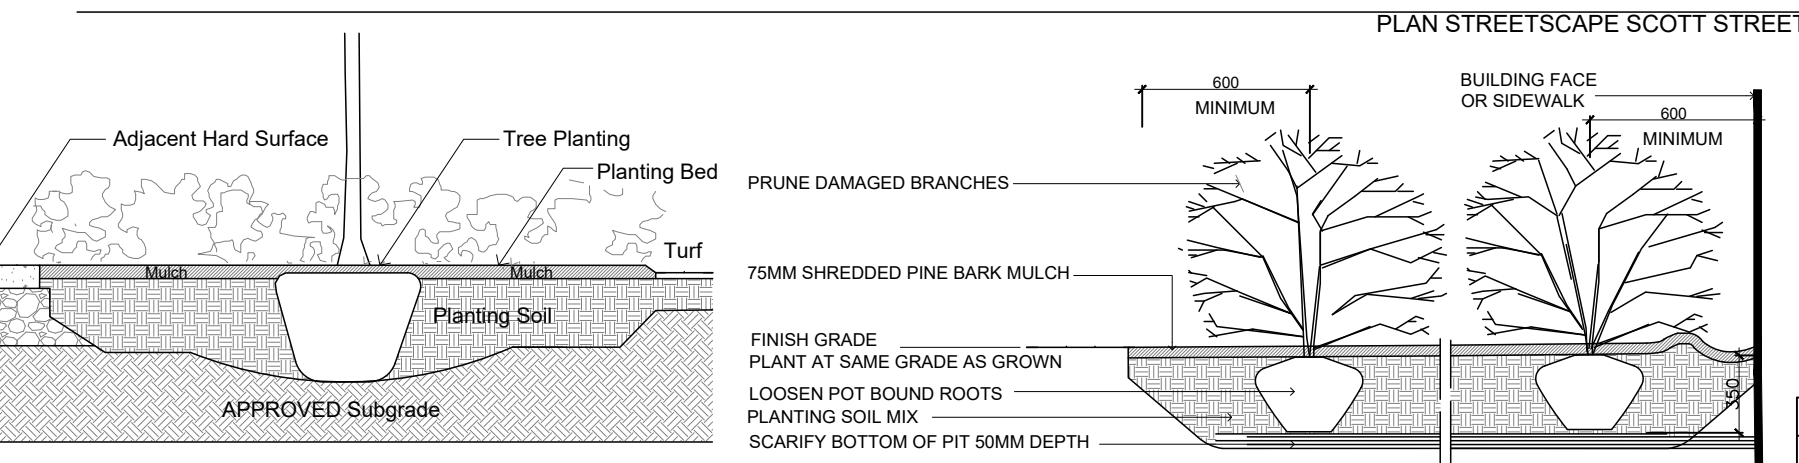 PLAN STREETSCAPE SCOTT STREET
Adjacent Hard Surface
Tree Planting
Planting Bed
Turf
Mulch
Mulch
Planting Soil
APPROVED Subgrade
600
MINIMUM
BUILDING FACE
OR SIDEWALK
600
MINIMUM
PRUNE DAMAGED BRANCHES
75MM SHREDDED PINE BARK MULCH
FINISH GRADE
PLANT AT SAME GRADE AS GROWN
LOOSEN POT BOUND ROOTS
PLANTING SOIL MIX
SCARIFY BOTTOM OF PIT 50MM DEPTH
350